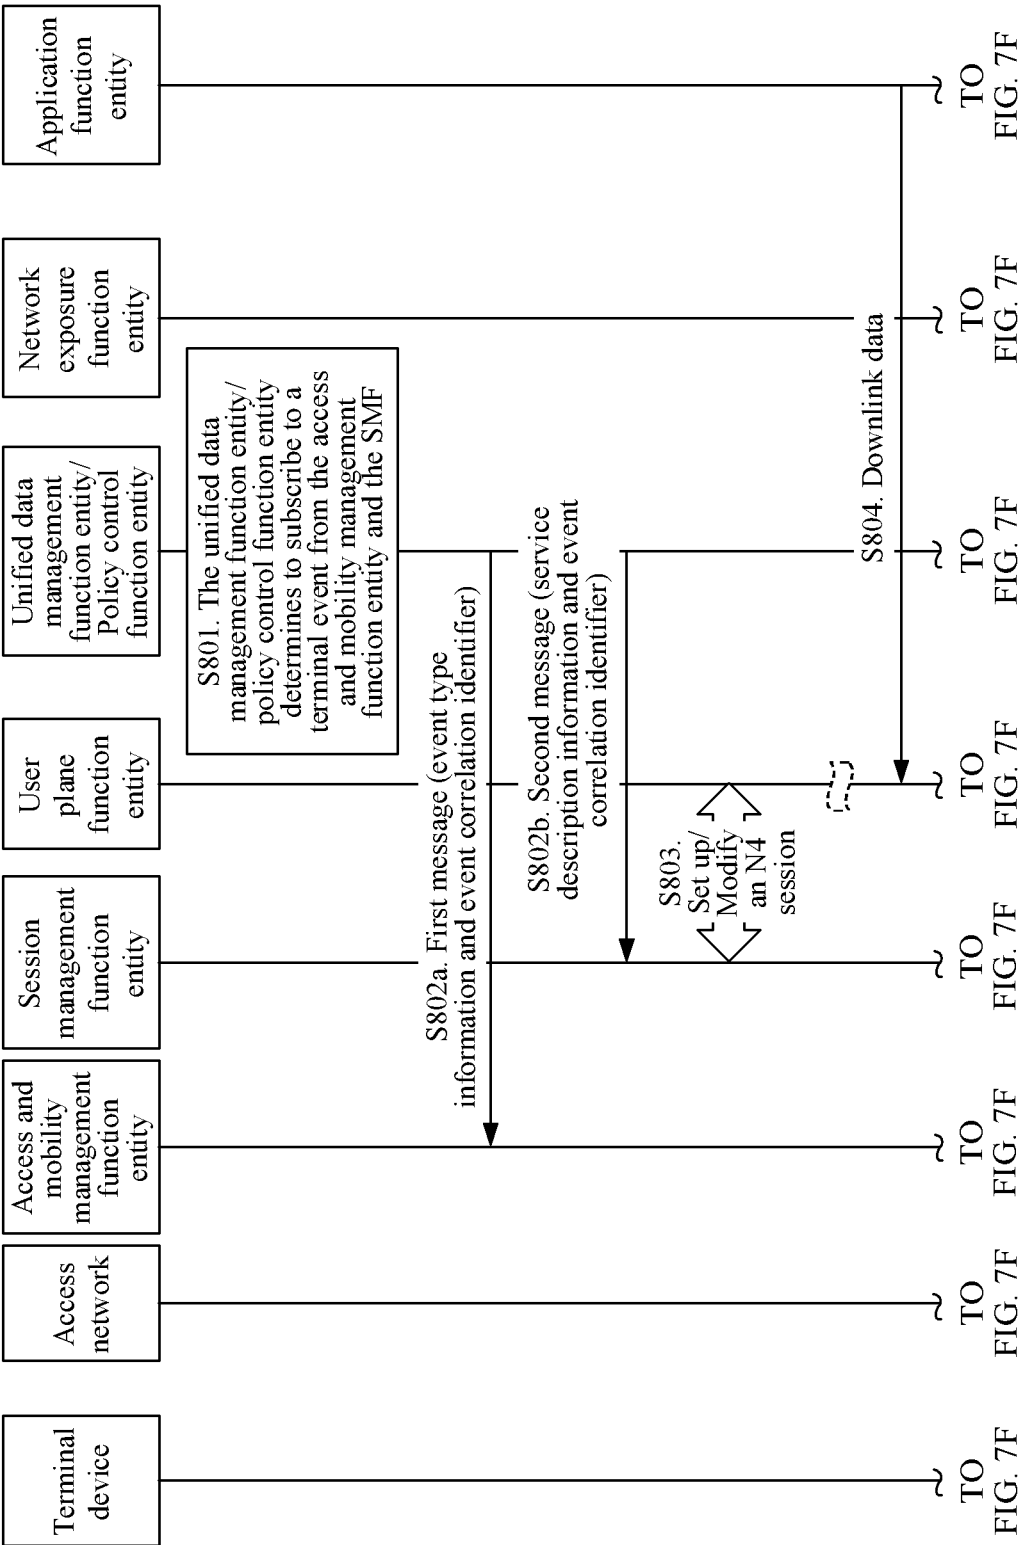 Terminal
device
Access
network
Access and
mobility
management
function
entity
Session
management
function
entity
User
plane
function
entity
Unified data
management
function entity/
Policy control
function entity
Network
exposure
function
entity
Application
function
entity
S801. The unified data
management function entity/
policy control function entity
determines to subscribe to a
terminal event from the access
and mobility management
function entity and the SMF
S802a. First message (event type
information and event correlation identifier)
S802b. Second message (service
description information and event
correlation identifier)
S803.
Set up/
Modify
an N4
session
S804. Downlink data
TO
FIG. 7F
TO
FIG. 7F
TO
FIG. 7F
TO
FIG. 7F
TO
FIG. 7F
TO
FIG. 7F
TO
FIG. 7F
TO
FIG. 7F